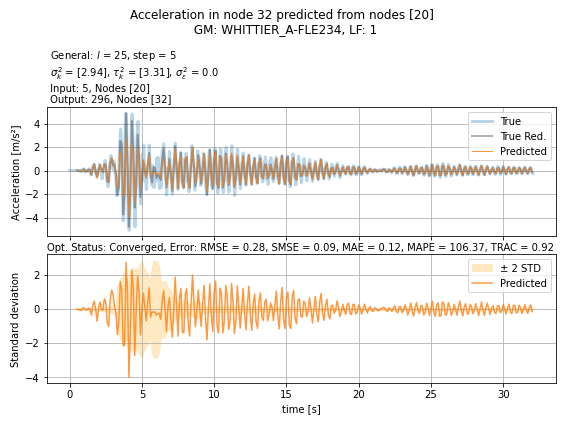 Acceleration in node 32 predicted from nodes [20]
GM: WHITTIER_A-FLE234, LF: 1
General: l = 25, step = 5
σ²ₖ = [2.94], τ²ₖ = [3.31], σ²ε = 0.0
Input: 5, Nodes [20]
Output: 296, Nodes [32]
Acceleration [m/s²]
4
2
0
−2
−4
True
True Red.
Predicted
Opt. Status: Converged, Error: RMSE = 0.28, SMSE = 0.09, MAE = 0.12, MAPE = 106.37, TRAC = 0.92
Standard deviation
2
0
−2
−4
± 2 STD
Predicted
0 5 10 15 20 25 30
time [s]